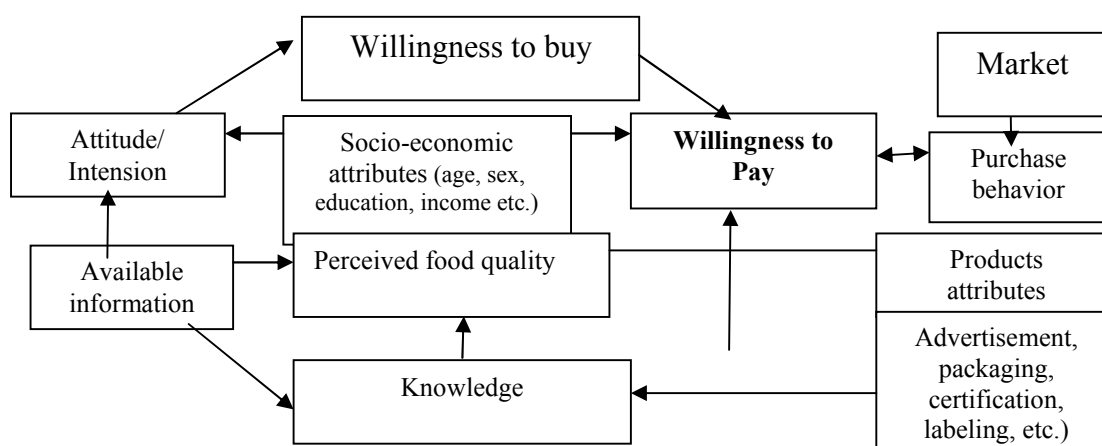 Willingness to buy
Market
Attitude/
Intension
Socio-economic
attributes (age, sex,
education, income etc.)
Willingness to
Pay
Purchase
behavior
Available
information
Perceived food quality
Products
attributes
Knowledge
Advertisement,
packaging,
certification,
labeling, etc.)